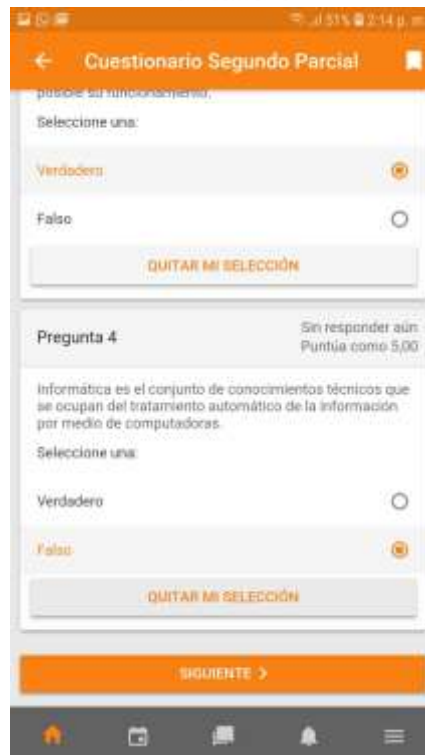 51% 2:14 p. m.
Cuestionario Segundo Parcial
posible su funcionamiento,
Seleccione una:
Verdadero
Falso
QUITAR MI SELECCIÓN
Pregunta 4
Sin responder aún
Puntúa como 5,00
Informática es el conjunto de conocimientos técnicos que
se ocupan del tratamiento automático de la información
por medio de computadoras.
Seleccione una:
Verdadero
Falso
QUITAR MI SELECCIÓN
SIGUIENTE >